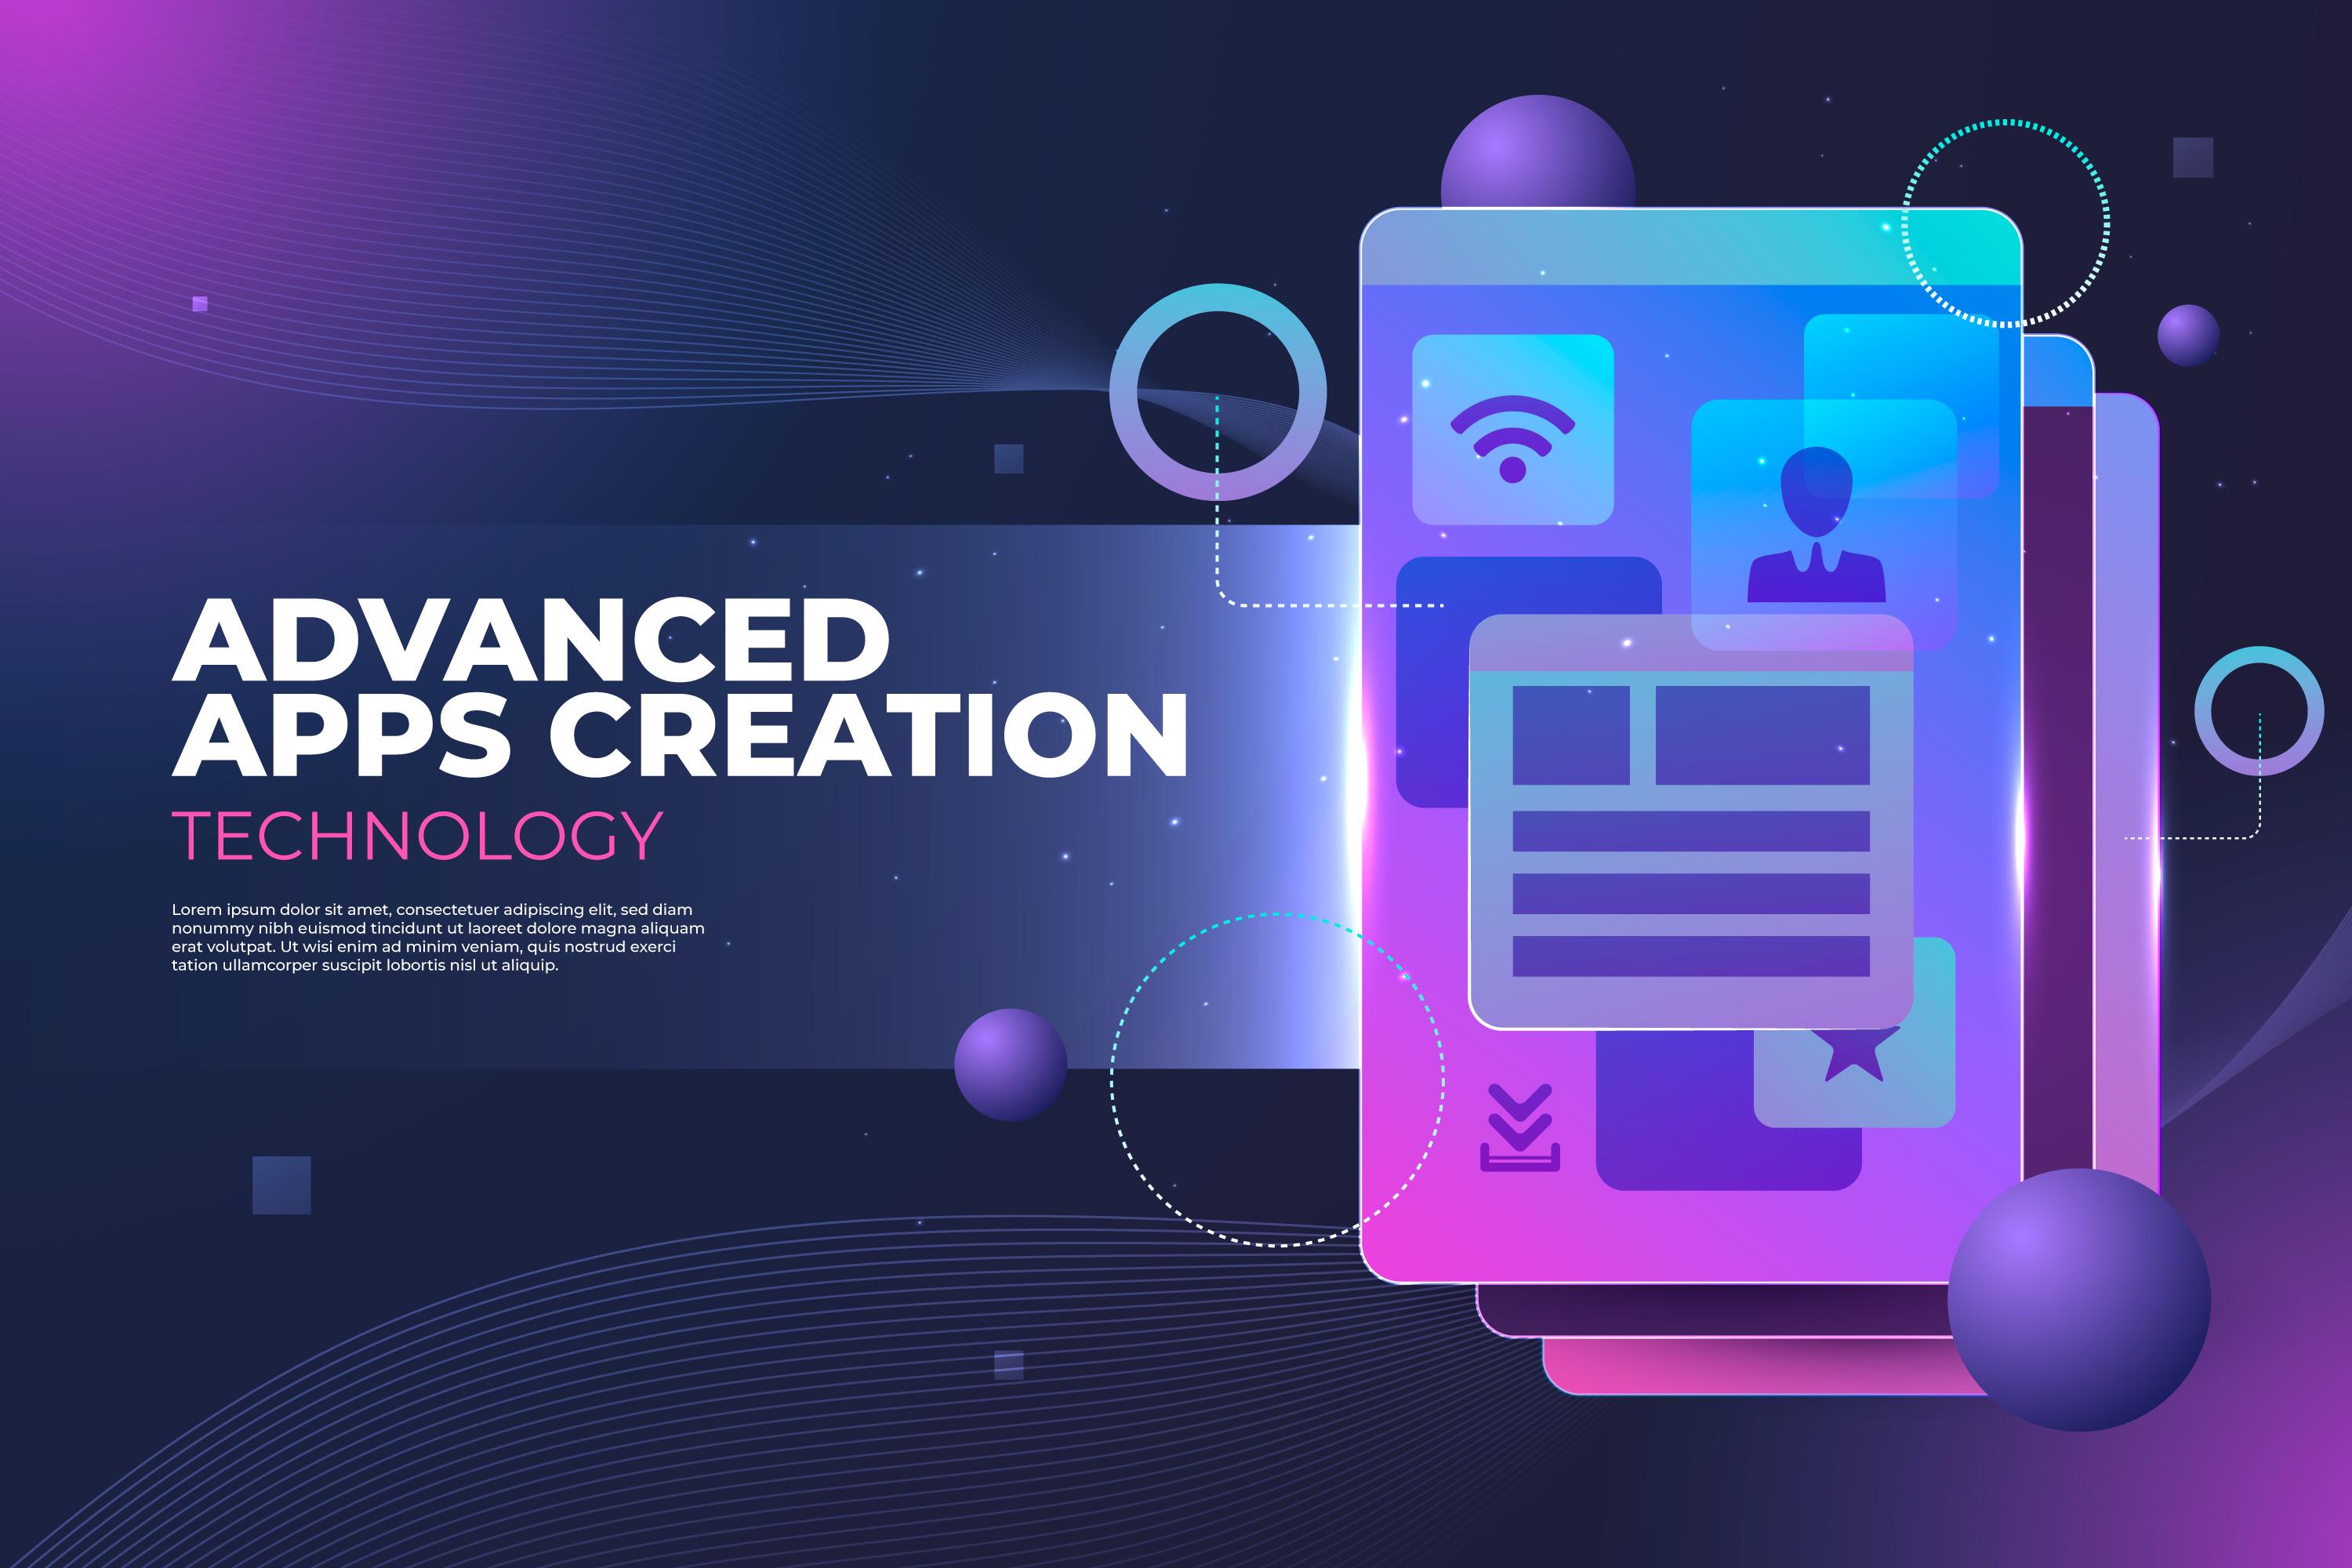 ADVANCED
APPS CREATION
TECHNOLOGY
Lorem ipsum dolor sit amet, consectetuer adipiscing elit, sed diam
nonummy nibh euismod tincidunt ut laoreet dolore magna aliquam
erat volutpat. Ut wisi enim ad minim veniam, quis nostrud exerci
tation ullamcorper suscipit lobortis nisl ut aliquip.